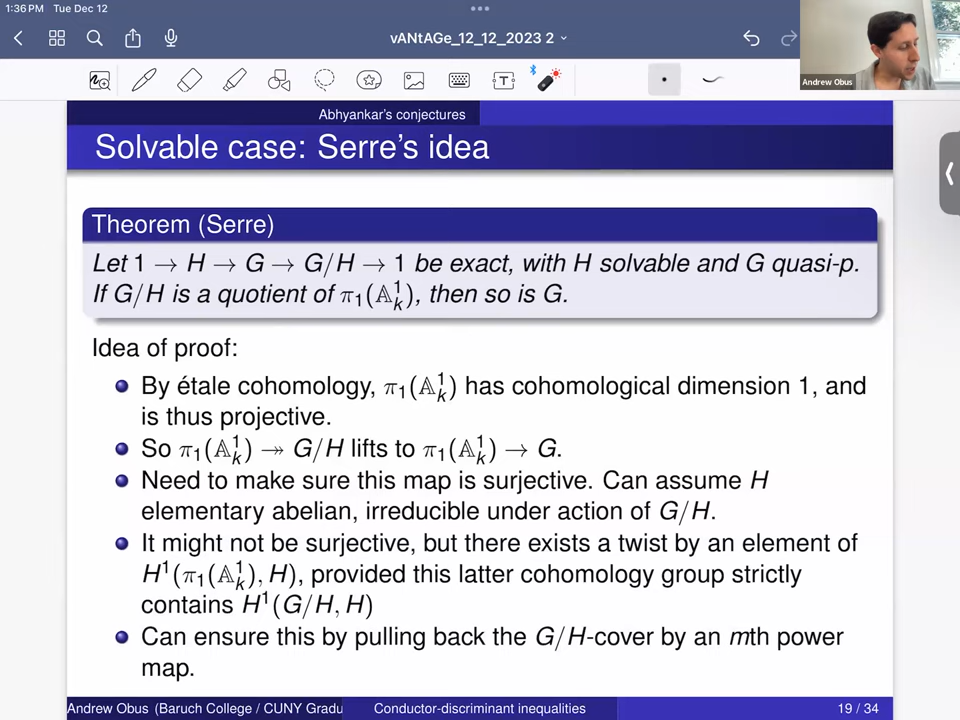 1:36 PM Tue Dec 12
vANtAGe_12_12_2023 2
Andrew Obus
Abhyankar's conjectures
Solvable case: Serre's idea
Theorem (Serre)
Let 1 → H → G → G/H → 1 be exact, with H solvable and G quasi-p.
If G/H is a quotient of π₁(𝔸¹ₖ), then so is G.
Idea of proof:
By étale cohomology, π₁(𝔸¹ₖ) has cohomological dimension 1, and
is thus projective.
So π₁(𝔸¹ₖ) ↠ G/H lifts to π₁(𝔸¹ₖ) → G.
Need to make sure this map is surjective. Can assume H
elementary abelian, irreducible under action of G/H.
It might not be surjective, but there exists a twist by an element of
H¹(π₁(𝔸¹ₖ), H), provided this latter cohomology group strictly
contains H¹(G/H, H)
Can ensure this by pulling back the G/H-cover by an mth power
map.
Andrew Obus (Baruch College / CUNY Gradu
Conductor-discriminant inequalities
19 / 34